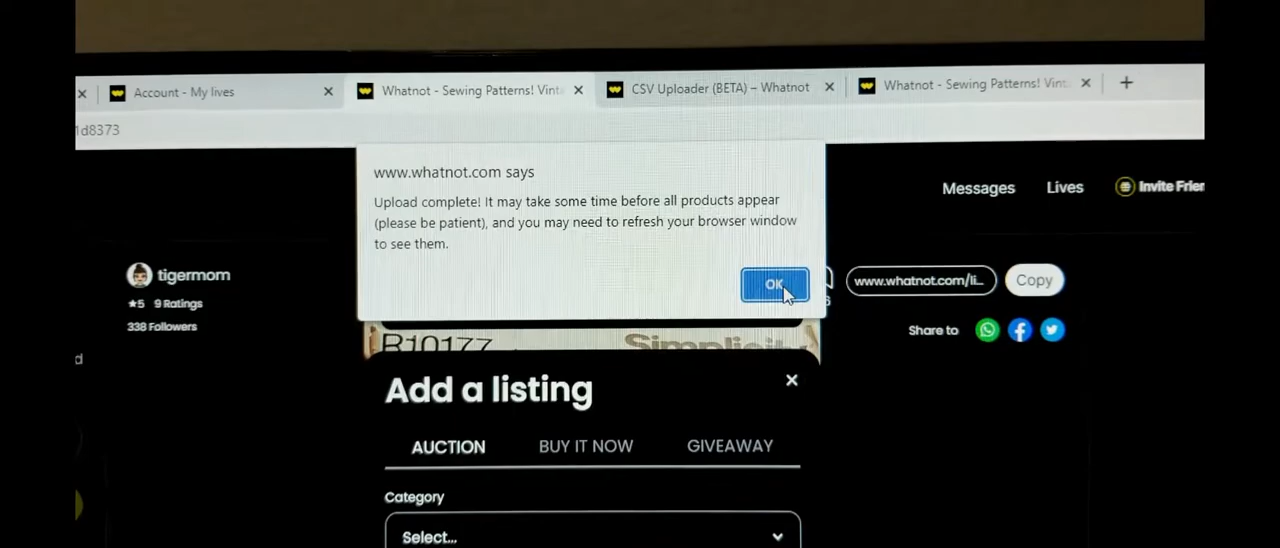 Account - My lives
Whatnot - Sewing Patterns! Vint
CSV Uploader (BETA) – Whatnot
Whatnot - Sewing Patterns! Vint
1d8373
www.whatnot.com says
Upload complete! It may take some time before all products appear
(please be patient), and you may need to refresh your browser window
to see them.
OK
Messages
Lives
Invite Frien
tigermom
★5 9 Ratings
338 Followers
www.whatnot.com/li...
Copy
Share to
R10177
Simplicity
Add a listing
AUCTION
BUY IT NOW
GIVEAWAY
Category
Select...